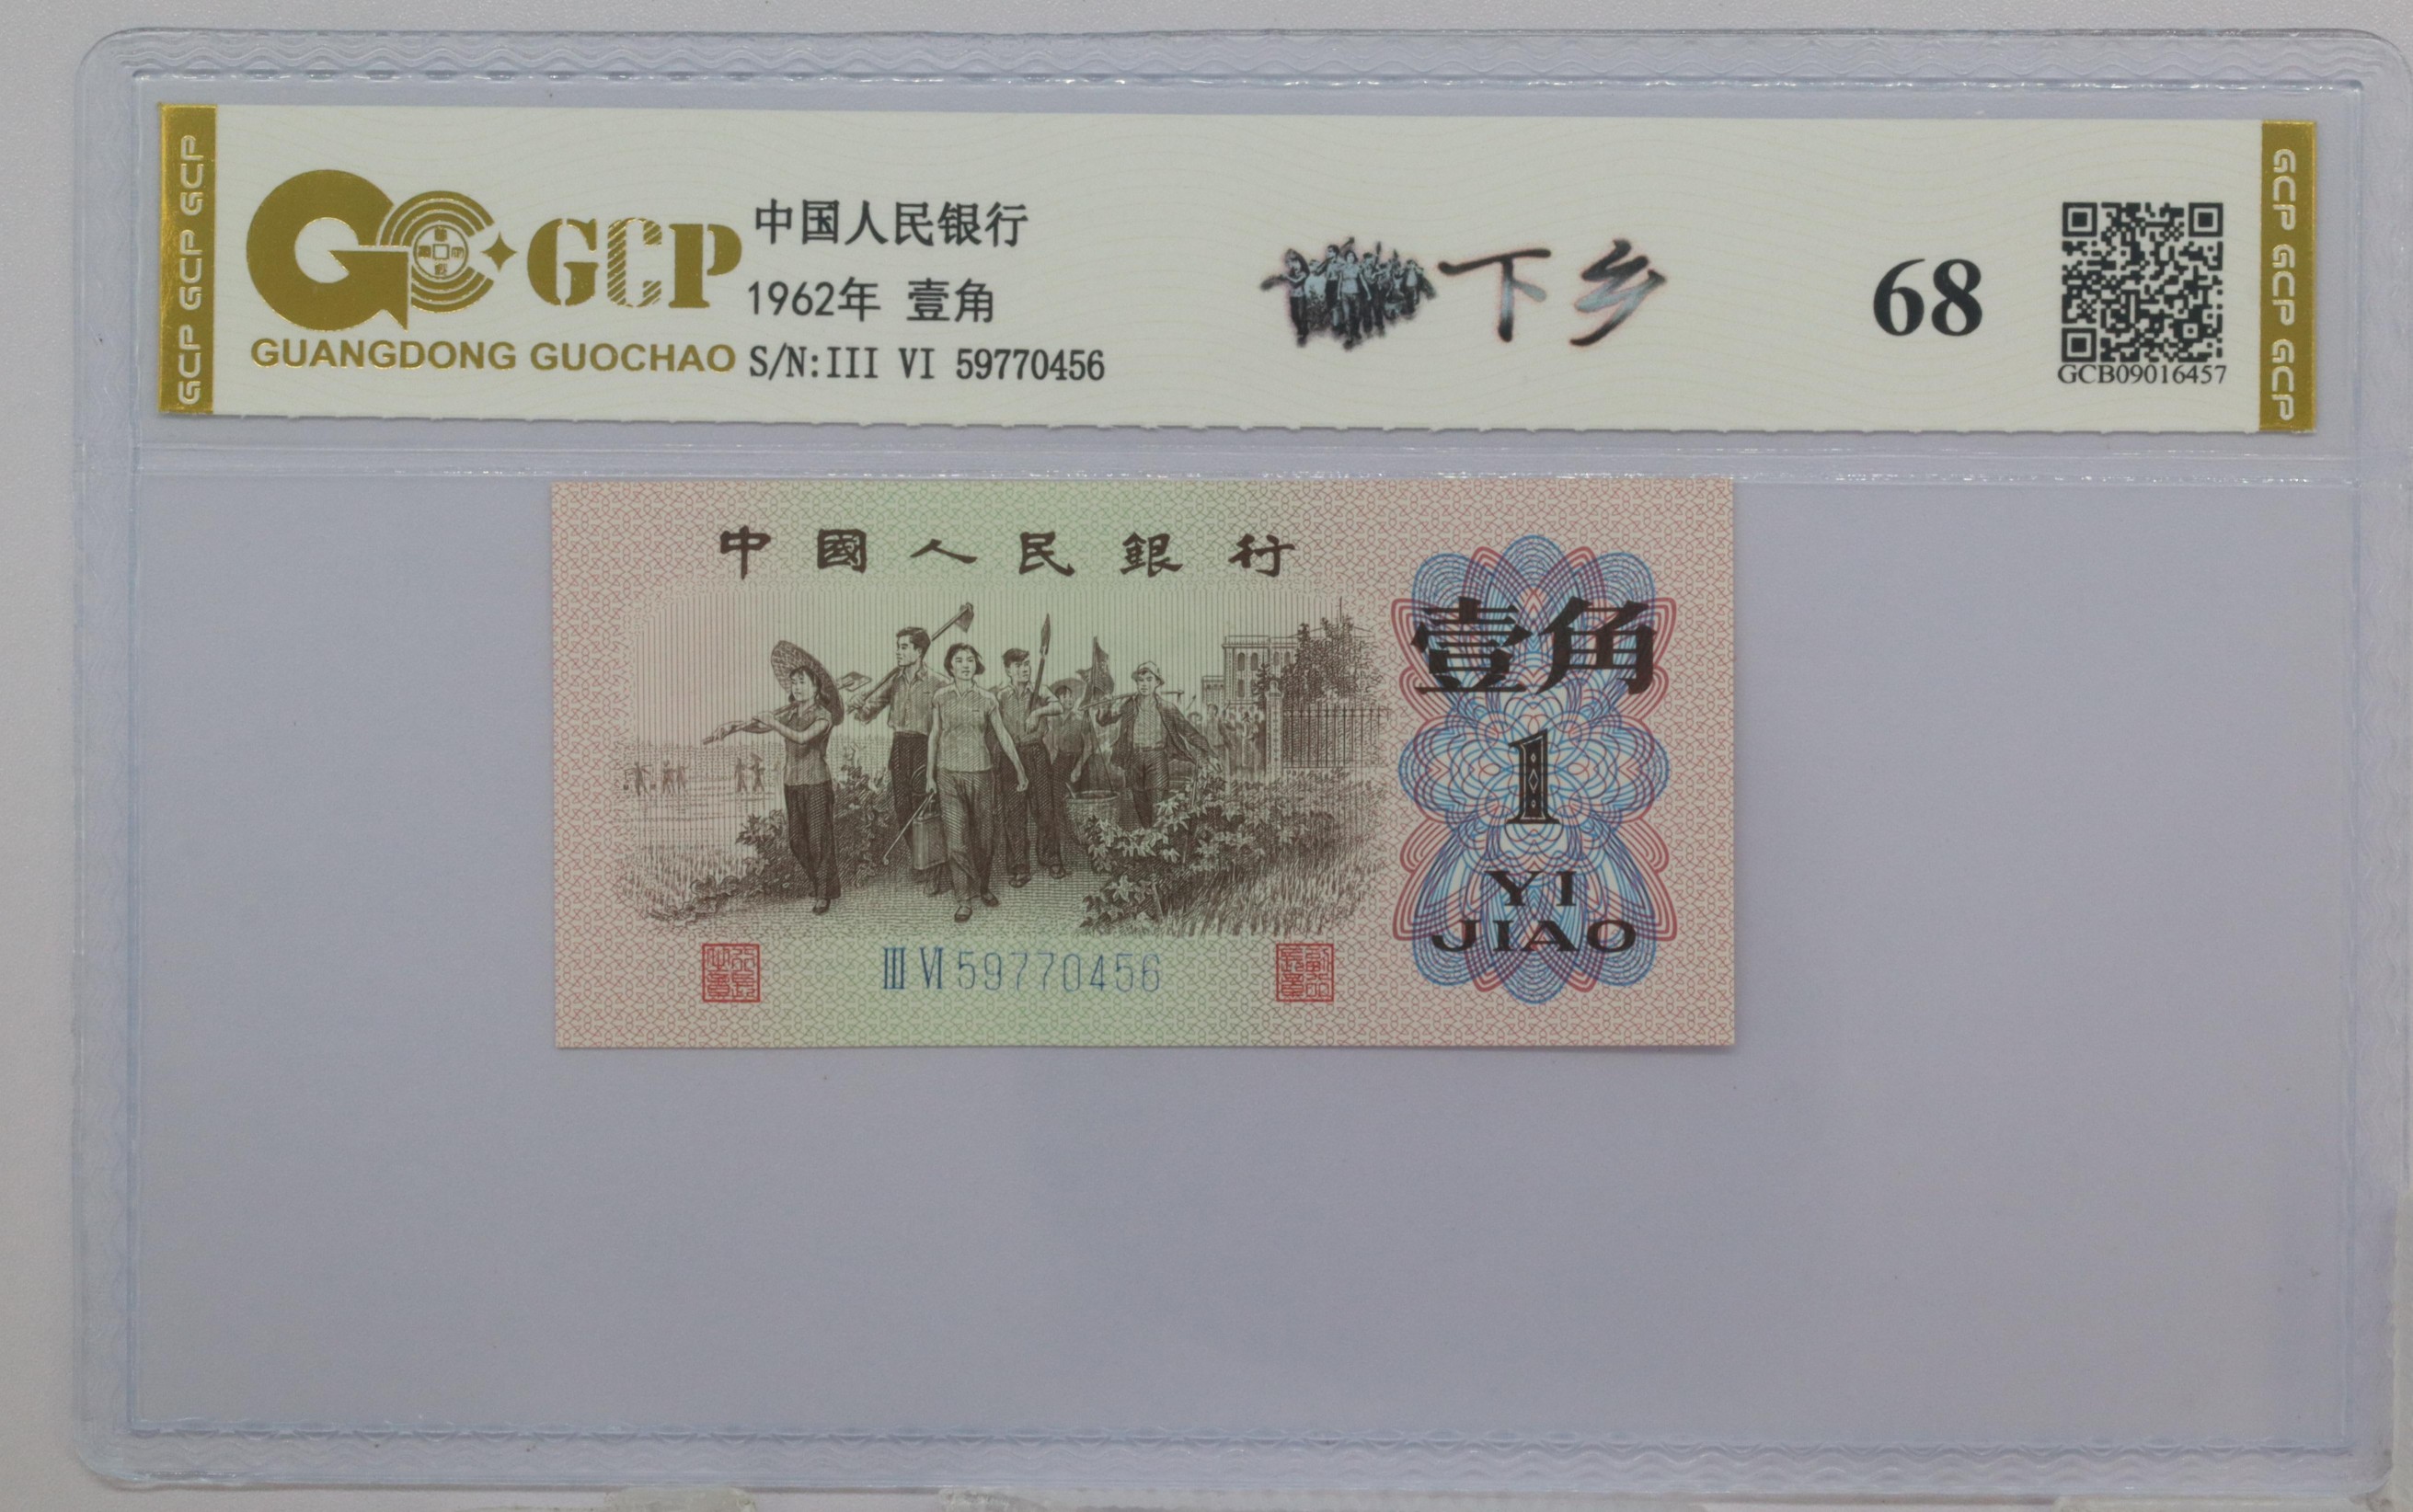 GCP GCP GCP
GCP
GUANGDONG GUOCHAO
中国人民银行
1962年 壹角
S/N:III VI 59770456
下乡
68
GCB09016457
GCP GCP GCP
中國人民銀行
壹角
1
YI
JIAO
III VI 59770456